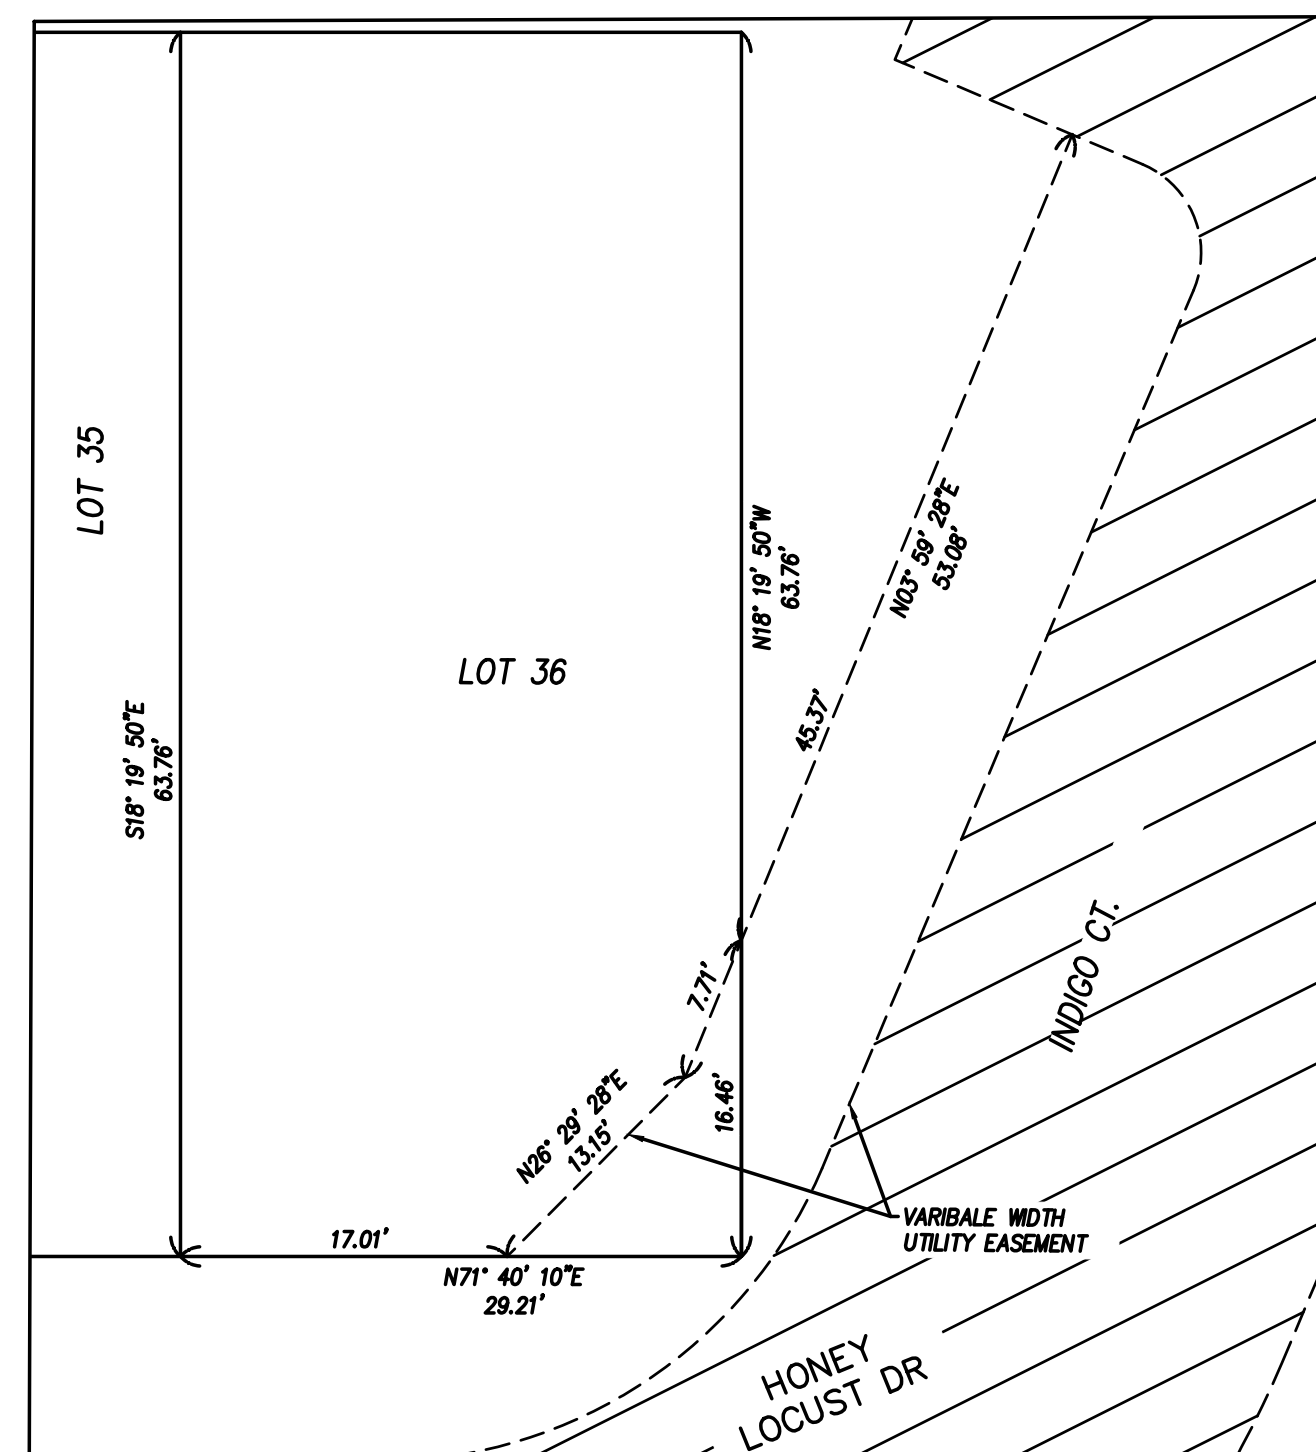 LOT 35
S18° 19' 50"E
63.76'
LOT 36
N18° 19' 50"W
63.76'
N03° 59' 28"E
53.08'
45.37'
7.71'
16.46'
N26° 29' 28"E
13.15'
17.01'
N71° 40' 10"E
29.21'
VARIBALE WIDTH
UTILITY EASEMENT
INDIGO CT.
HONEY
LOCUST DR